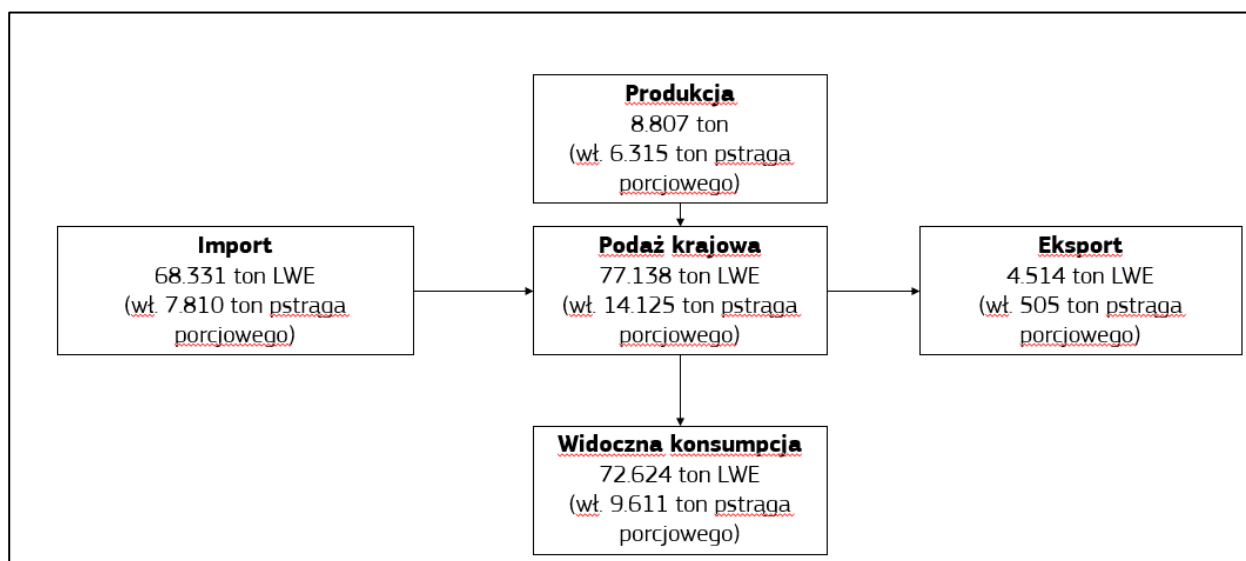 Produkcja
8.807 ton
(wł. 6.315 ton pstrąga
porcjowego)
Import
68.331 ton LWE
(wł. 7.810 ton pstrąga
porcjowego)
Podaż krajowa
77.138 ton LWE
(wł. 14.125 ton pstrąga
porcjowego)
Eksport
4.514 ton LWE
(wł. 505 ton pstrąga
porcjowego)
Widoczna konsumpcja
72.624 ton LWE
(wł. 9.611 ton pstrąga
porcjowego)